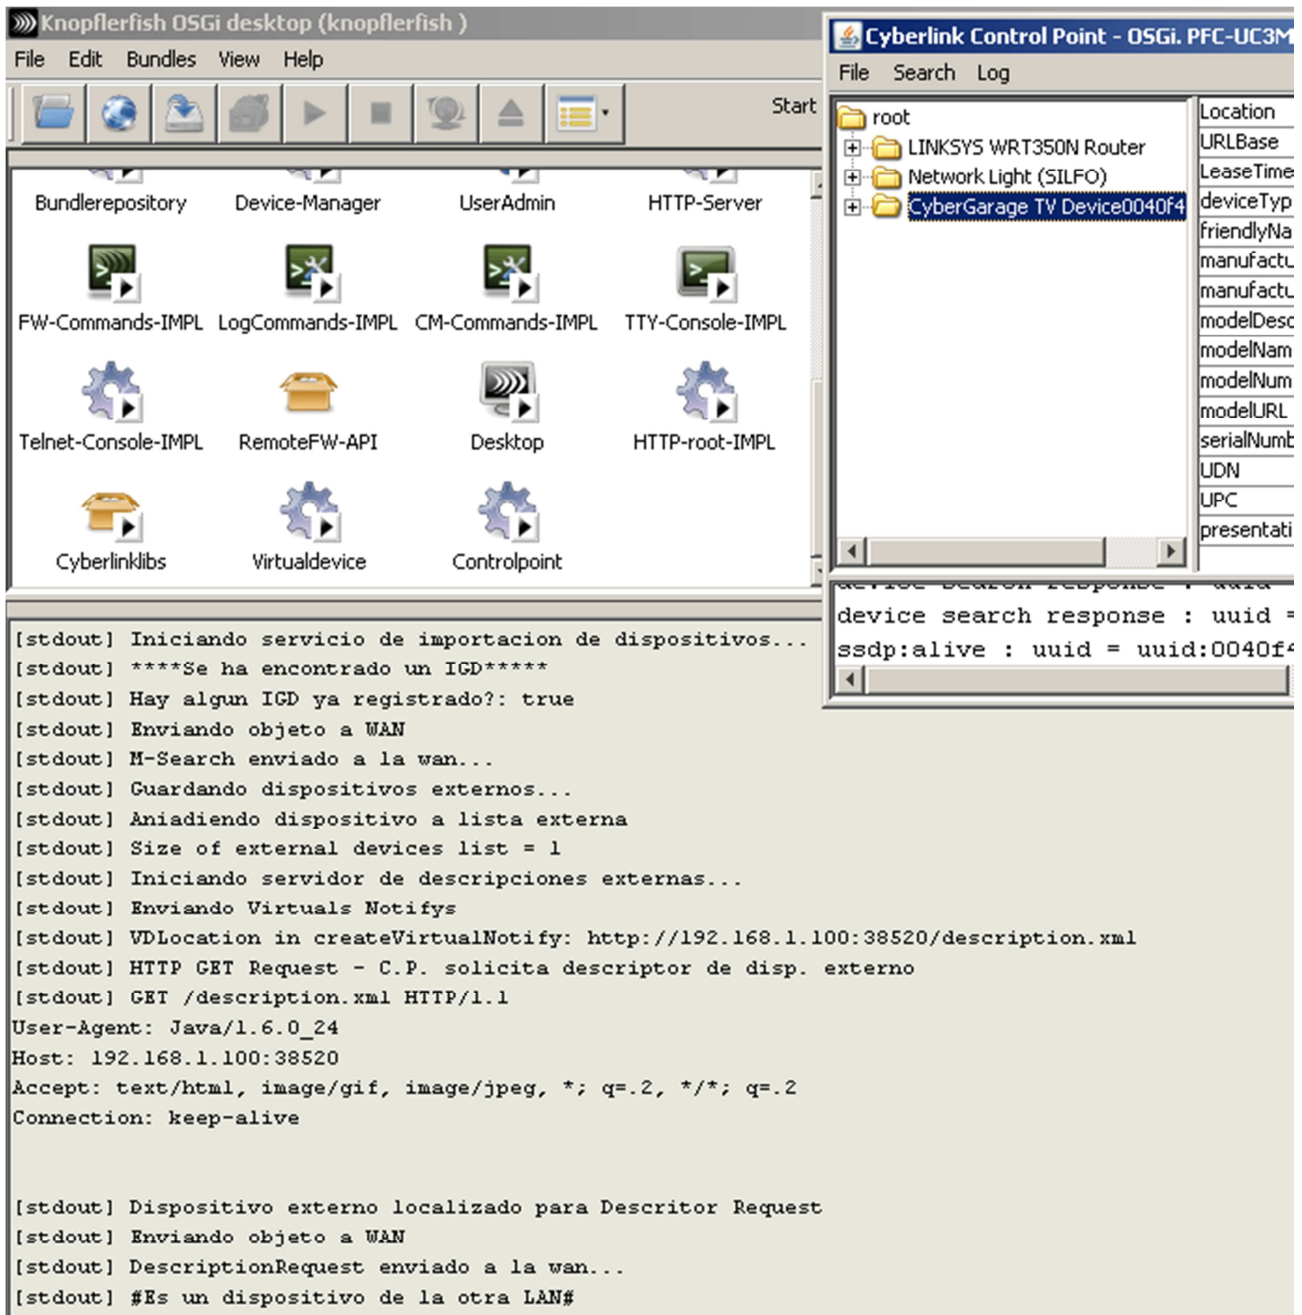 Knopflerfish OSGi desktop (knopflerfish )
File Edit Bundles View Help
Start
Bundlerepository Device-Manager UserAdmin HTTP-Server
FW-Commands-IMPL LogCommands-IMPL CM-Commands-IMPL TTY-Console-IMPL
Telnet-Console-IMPL RemoteFW-API Desktop HTTP-root-IMPL
Cyberlinklibs Virtualdevice Controlpoint
Cyberlink Control Point - OSGi. PFC-UC3M
File Search Log
root
LINKSYS WRT350N Router
Network Light (SILFO)
CyberGarage TV Device0040f4
Location
URLBase
LeaseTime
deviceTyp
friendlyNa
manufactu
manufactu
modelDesc
modelNam
modelNum
modelURL
serialNumb
UDN
UPC
presentati
device search response : uuid
device search response : uuid =
ssdp:alive : uuid = uuid:0040f4
[stdout] Iniciando servicio de importacion de dispositivos...
[stdout] ****Se ha encontrado un IGD*****
[stdout] Hay algun IGD ya registrado?: true
[stdout] Enviando objeto a WAN
[stdout] M-Search enviado a la wan...
[stdout] Guardando dispositivos externos...
[stdout] Aniadiendo dispositivo a lista externa
[stdout] Size of external devices list = 1
[stdout] Iniciando servidor de descripciones externas...
[stdout] Enviando Virtuals Notifys
[stdout] VDLocation in createVirtualNotify: http://192.168.1.100:38520/description.xml
[stdout] HTTP GET Request - C.P. solicita descriptor de disp. externo
[stdout] GET /description.xml HTTP/1.1
User-Agent: Java/1.6.0_24
Host: 192.168.1.100:38520
Accept: text/html, image/gif, image/jpeg, *; q=.2, */*; q=.2
Connection: keep-alive
[stdout] Dispositivo externo localizado para Descritor Request
[stdout] Enviando objeto a WAN
[stdout] DescriptionRequest enviado a la wan...
[stdout] #Es un dispositivo de la otra LAN#